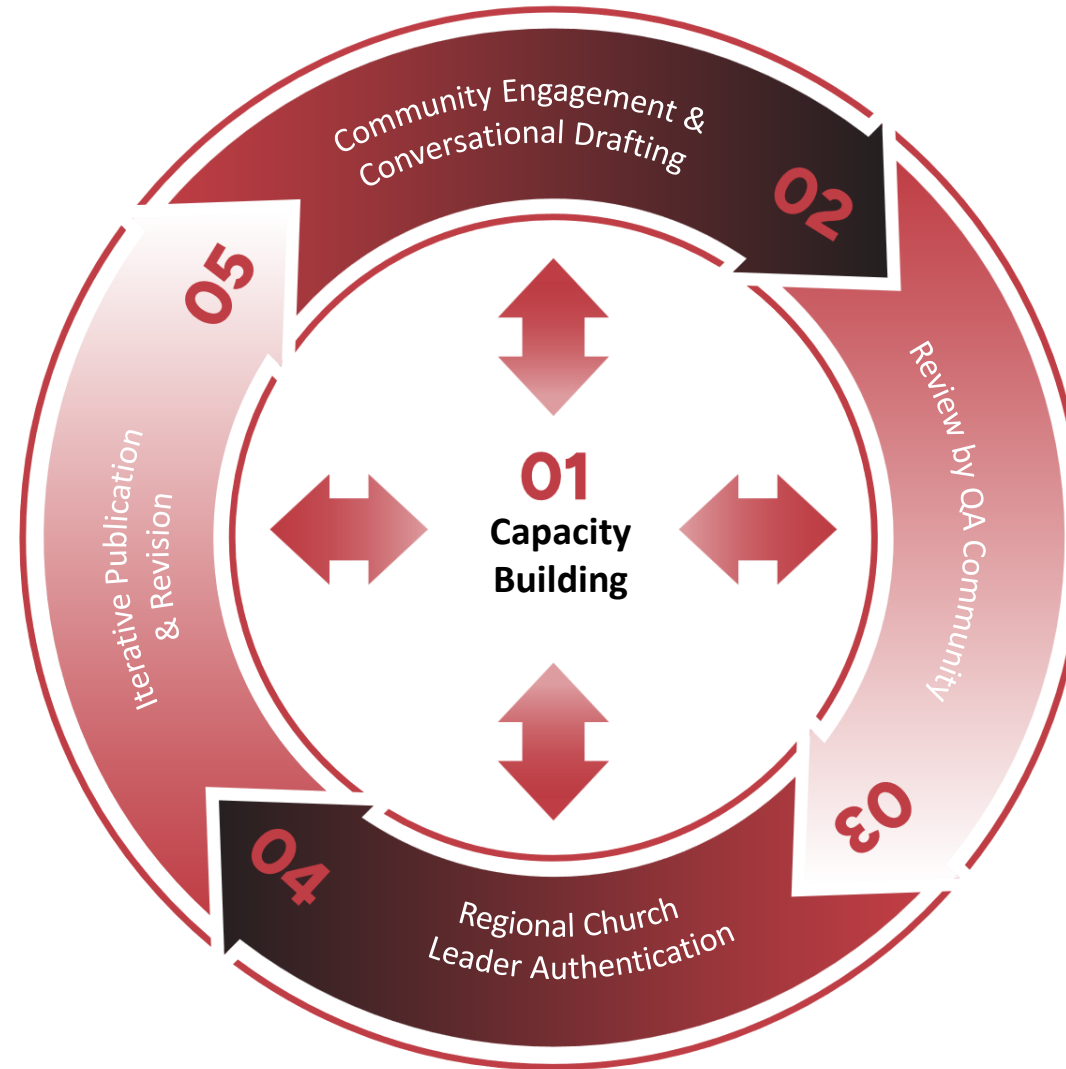 01
Capacity
Building
Community Engagement &
Conversational Drafting
02
Review by QA Community
03
Regional Church
Leader Authentication
04
Iterative Publication
& Revision
05